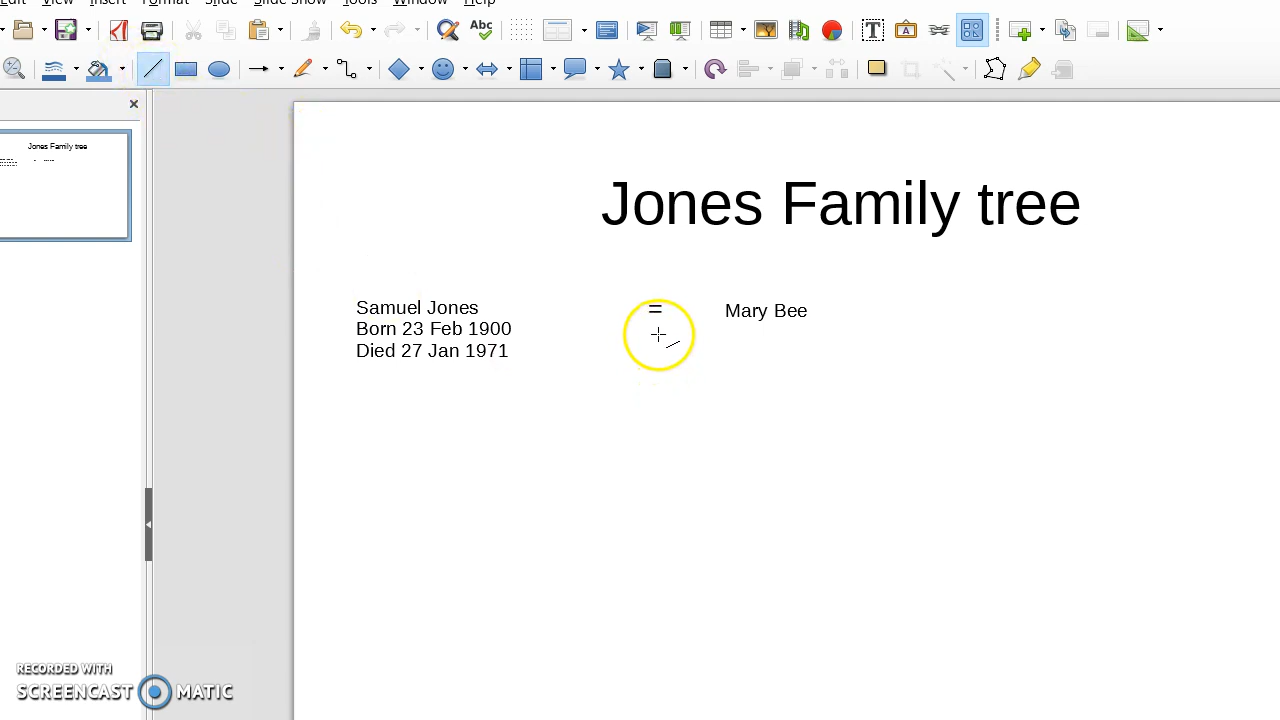 Edit View Insert Format Slide Slide Show Tools Window Help
Abc
T
A
Jones Family tree
Jones Family tree
Samuel Jones
Born 23 Feb 1900
Died 27 Jan 1971
=
Mary Bee
RECORDED WITH
SCREENCAST MATIC